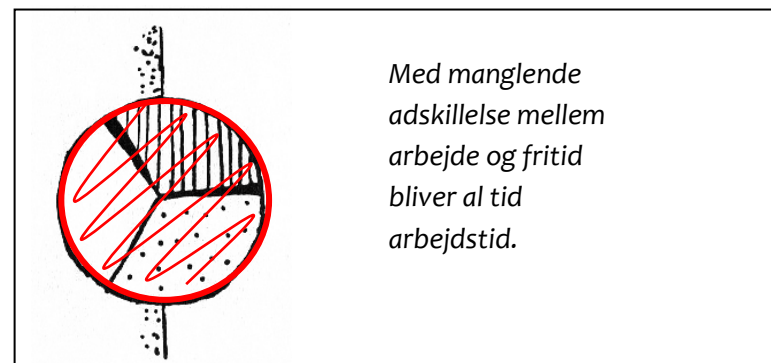 Med manglende
adskillelse mellem
arbejde og fritid
bliver al tid
arbejdstid.